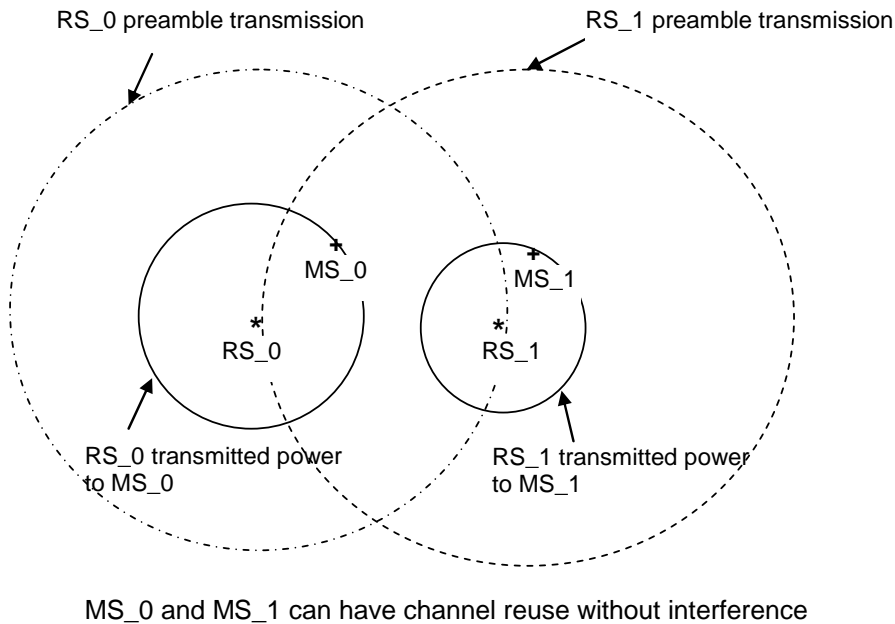 RS_0 preamble transmission
RS_1 preamble transmission
+
MS_0
+
MS_1
*
RS_0
*
RS_1
RS_0 transmitted power
to MS_0
RS_1 transmitted power
to MS_1
MS_0 and MS_1 can have channel reuse without interference